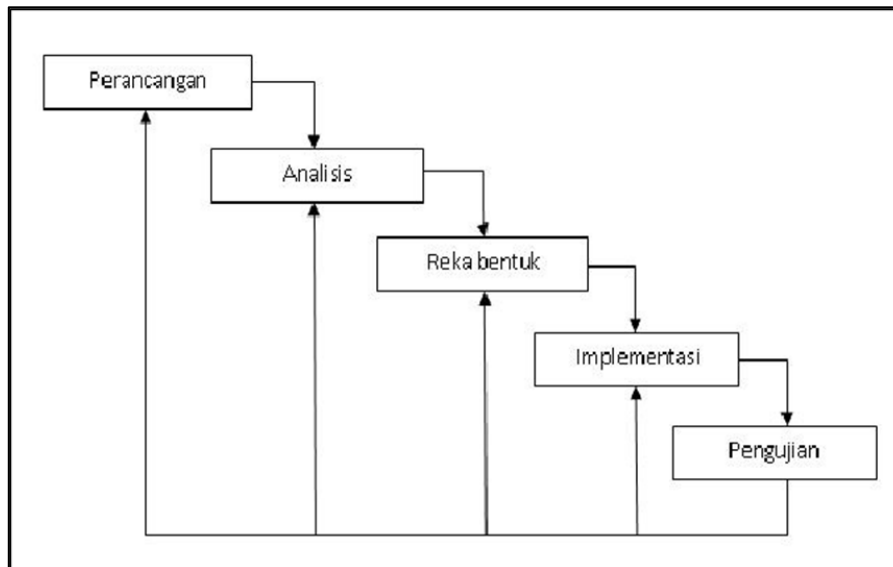 Perancangan
Analisis
Reka bentuk
Implementasi
Pengujian